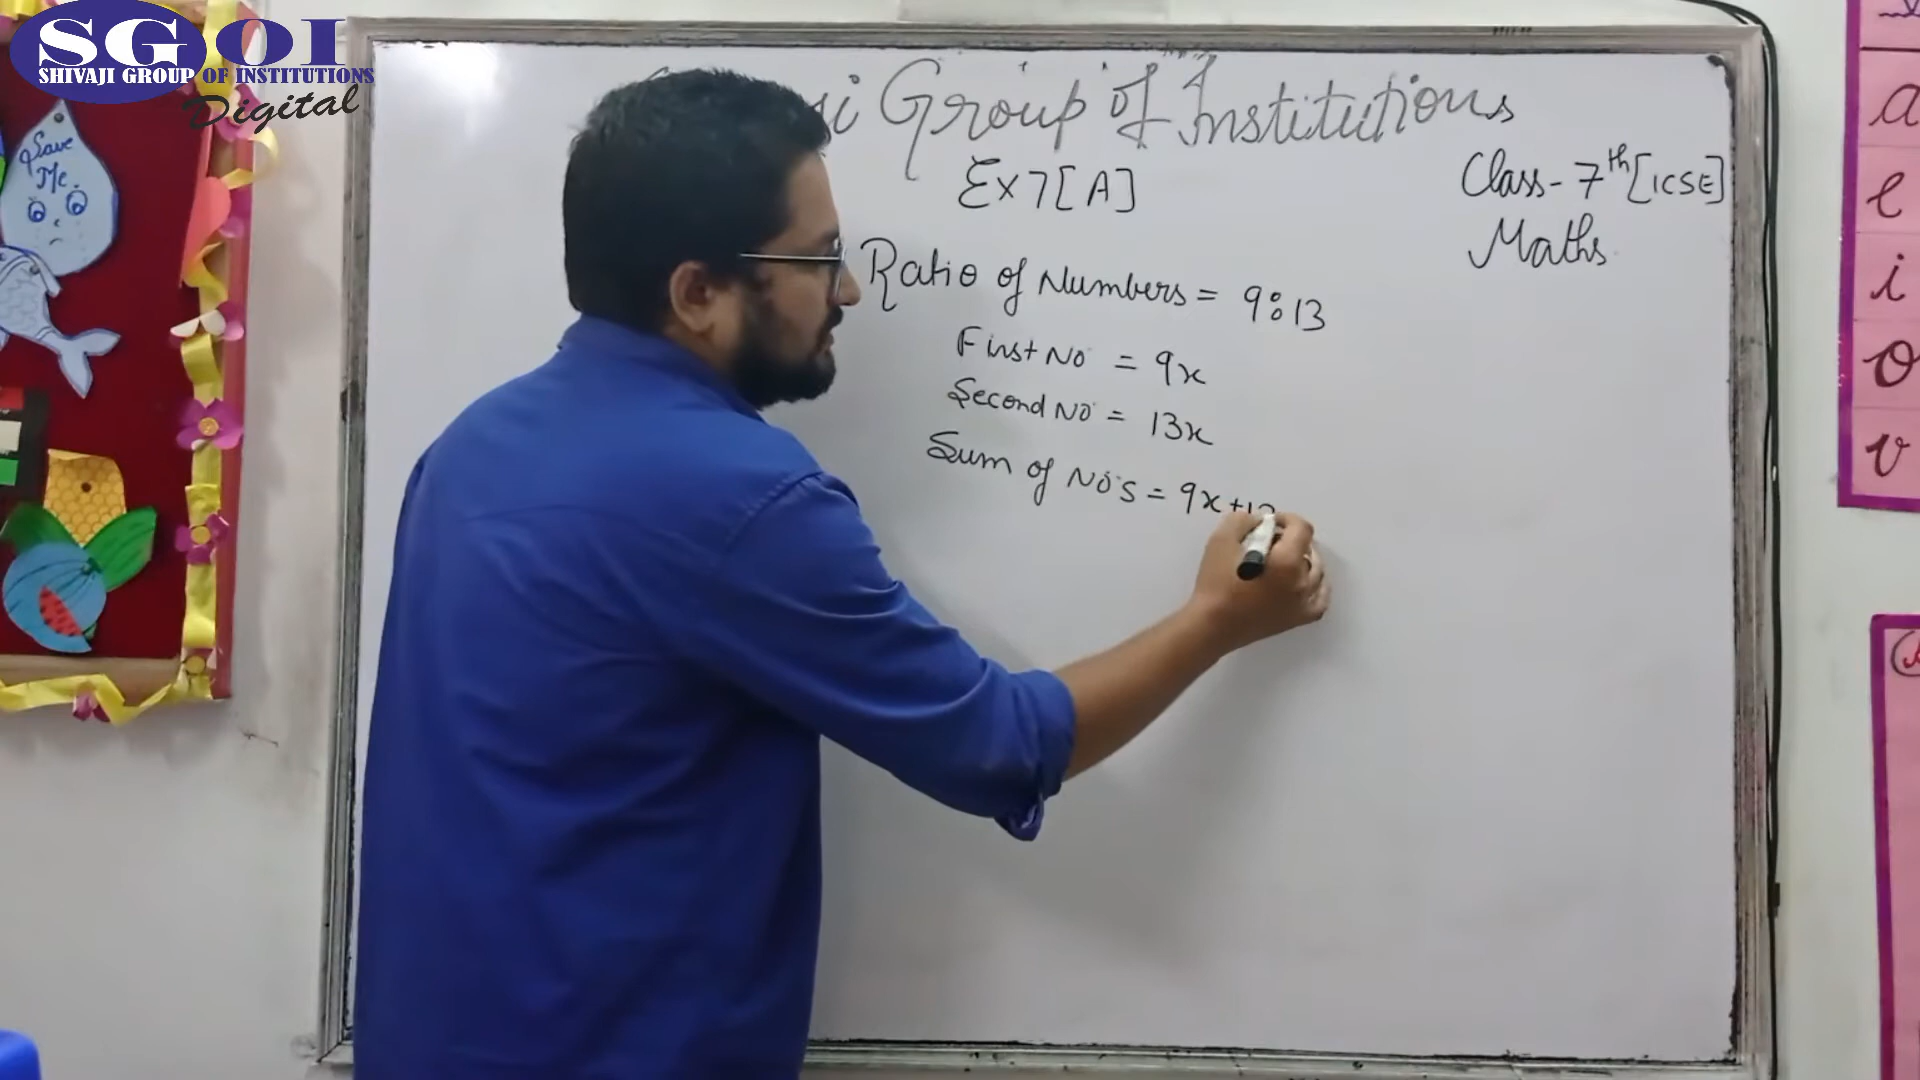 SGOI
SHIVAJI GROUP OF INSTITUTIONS
Digital
Save
Me.
Group of Institutions
Ex 7[A]
Class - 7th [ICSE]
Maths
Ratio of Numbers = 9:13
First No = 9x
Second No = 13x
Sum of No's = 9x+13
a
e
i
o
v